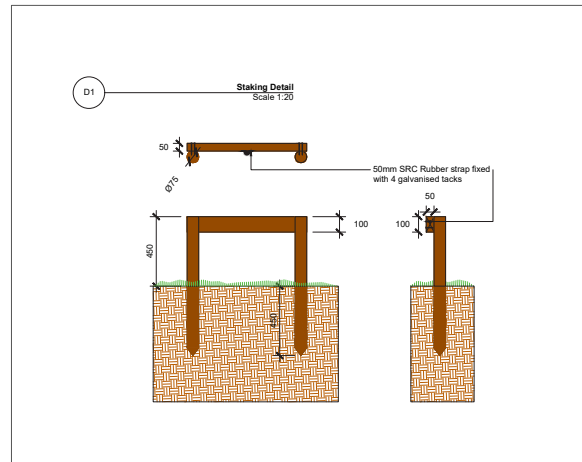 D1
Staking Detail
Scale 1:20
50
Ø75
50mm SRC Rubber strap fixed
with 4 galvanised tacks
50
450
100
100
450